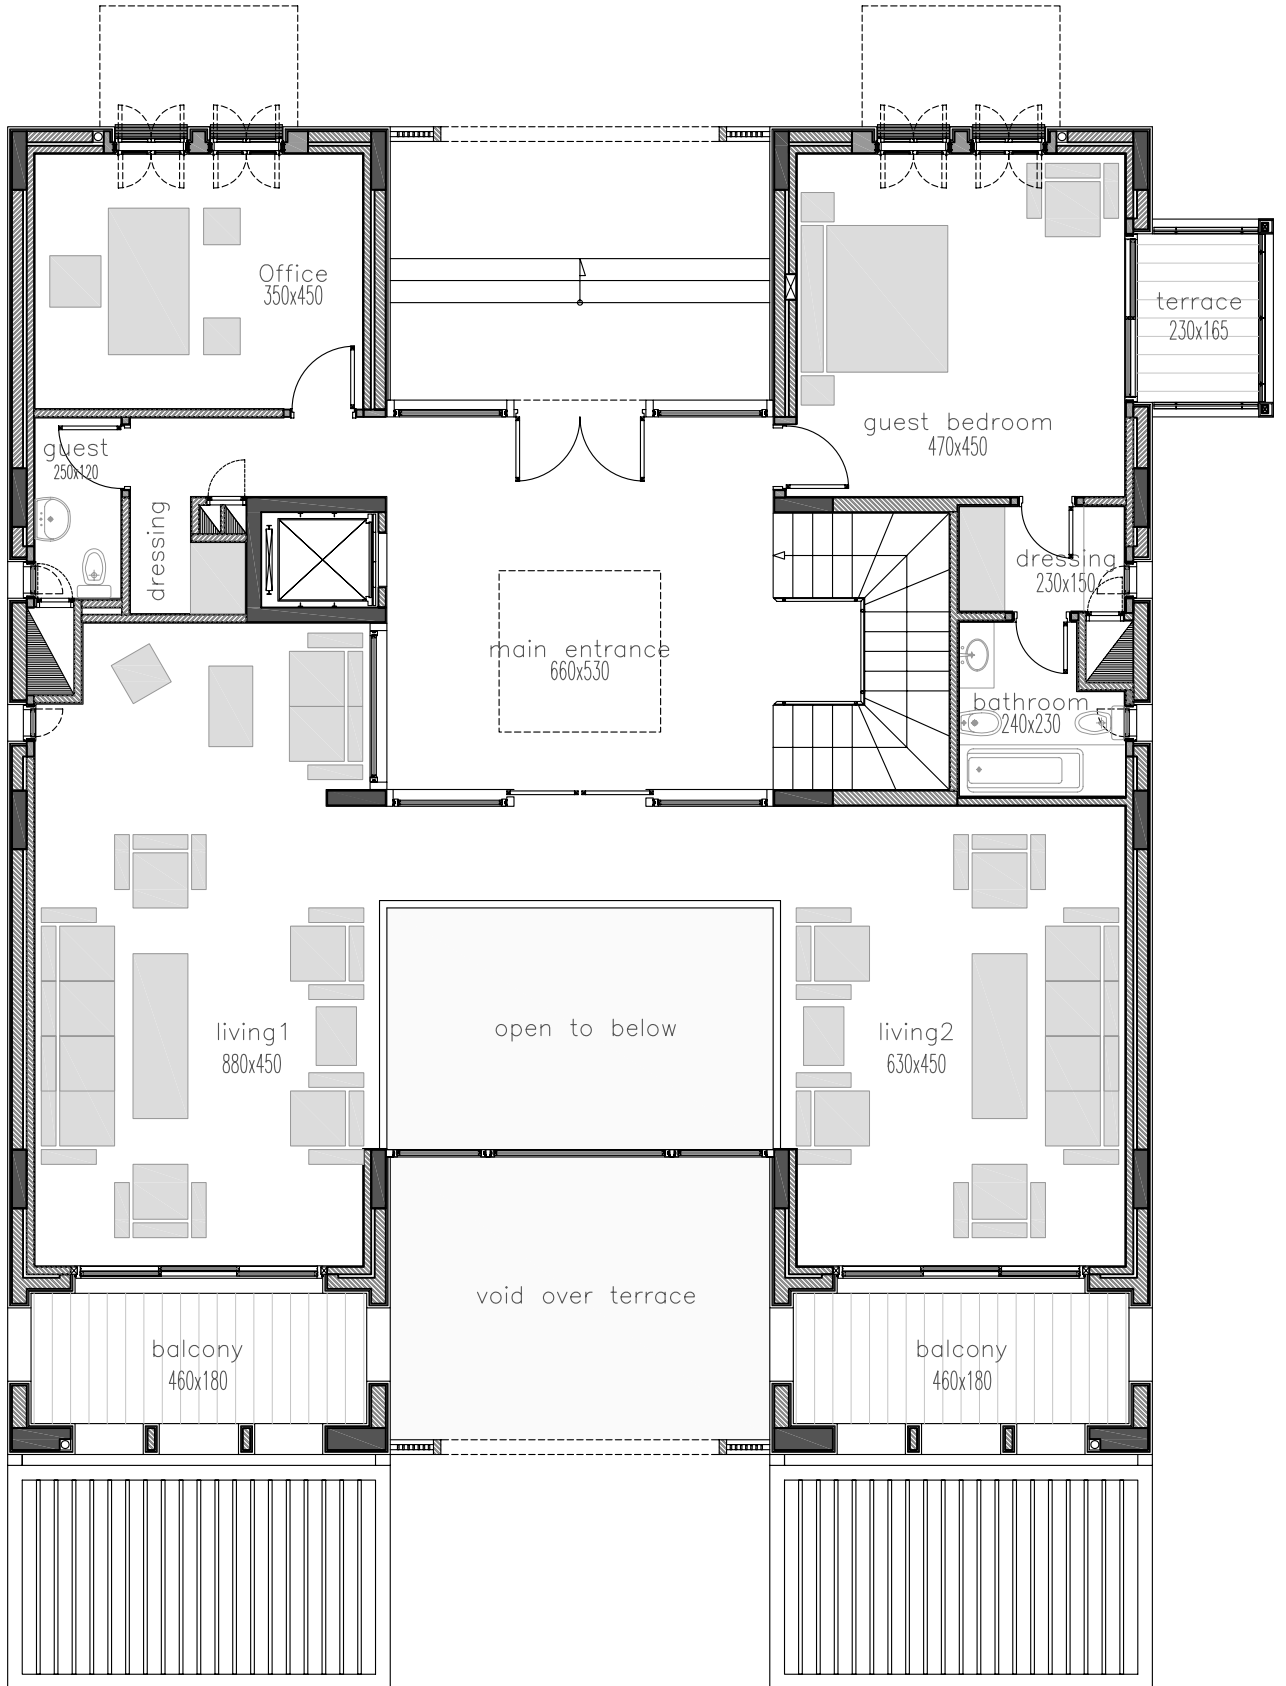 Office
350x450
terrace
230x165
guest bedroom
470x450
guest
250x120
dressing
dressing
230x150
main entrance
660x530
bathroom
240x230
living1
880x450
open to below
living2
630x450
void over terrace
balcony
460x180
balcony
460x180